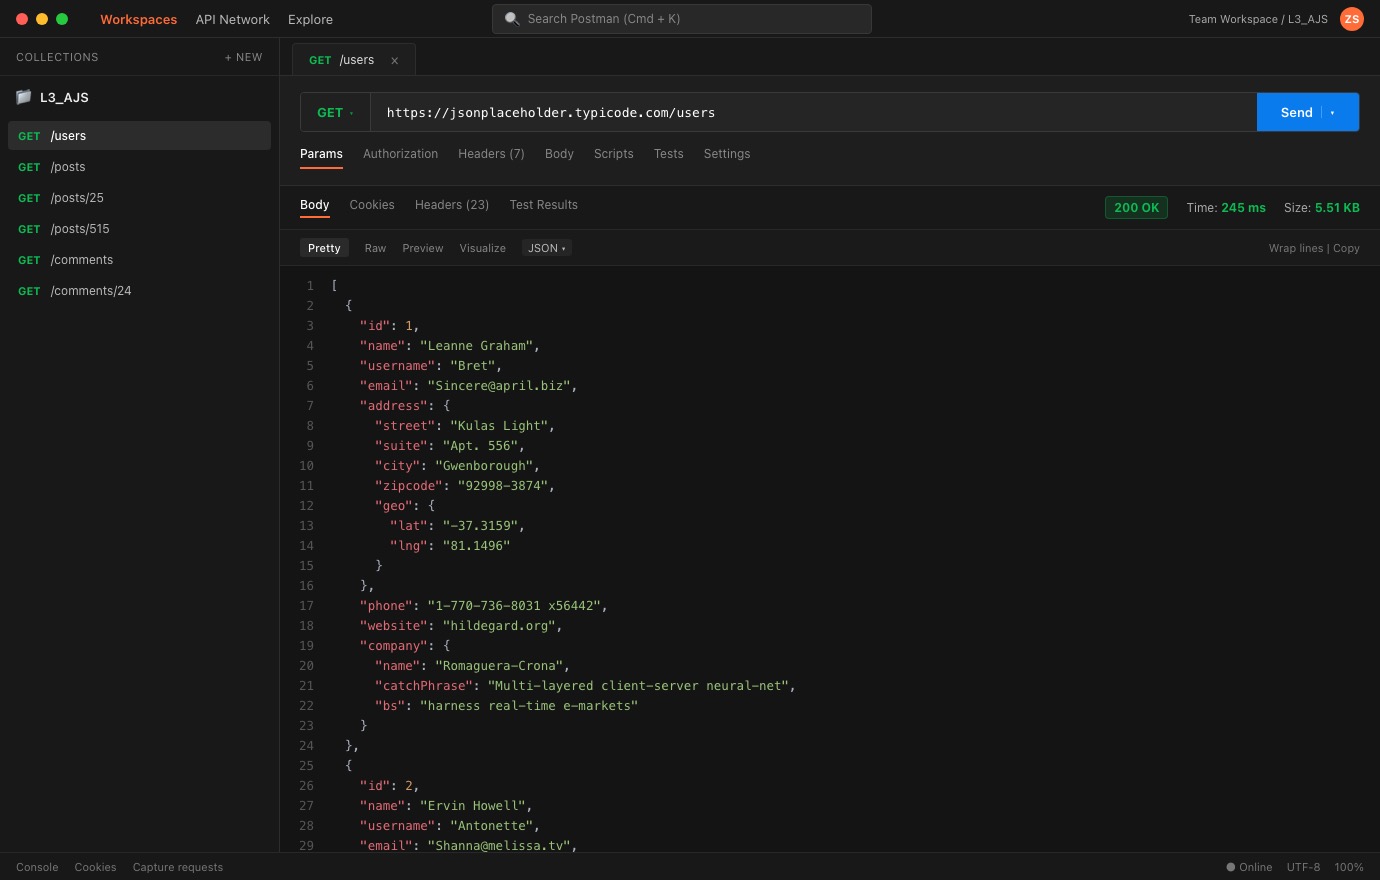 Workspaces API Network Explore Search Postman (Cmd + K) Team Workspace / L3_AJS ZS
COLLECTIONS + NEW
L3_AJS
GET /users
GET /posts
GET /posts/25
GET /posts/515
GET /comments
GET /comments/24
GET /users ×
GET https://jsonplaceholder.typicode.com/users Send
Params Authorization Headers (7) Body Scripts Tests Settings
Body Cookies Headers (23) Test Results 200 OK Time: 245 ms Size: 5.51 KB
Pretty Raw Preview Visualize JSON Wrap lines | Copy
1 [
2 {
3 "id": 1,
4 "name": "Leanne Graham",
5 "username": "Bret",
6 "email": "Sincere@april.biz",
7 "address": {
8 "street": "Kulas Light",
9 "suite": "Apt. 556",
10 "city": "Gwenborough",
11 "zipcode": "92998-3874",
12 "geo": {
13 "lat": "-37.3159",
14 "lng": "81.1496"
15 }
16 },
17 "phone": "1-770-736-8031 x56442",
18 "website": "hildegard.org",
19 "company": {
20 "name": "Romaguera-Crona",
21 "catchPhrase": "Multi-layered client-server neural-net",
22 "bs": "harness real-time e-markets"
23 }
24 },
25 {
26 "id": 2,
27 "name": "Ervin Howell",
28 "username": "Antonette",
29 "email": "Shanna@melissa.tv",
Console Cookies Capture requests Online UTF-8 100%